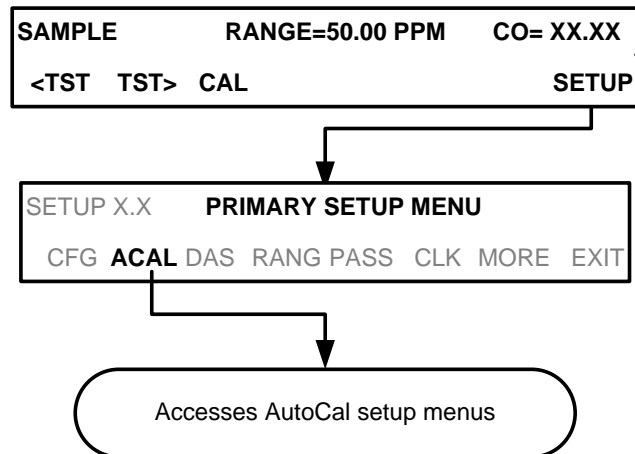 SAMPLE RANGE=50.00 PPM CO= XX.XX
<TST TST> CAL SETUP
SETUP X.X PRIMARY SETUP MENU
CFG ACAL DAS RANG PASS CLK MORE EXIT
Accesses AutoCal setup menus